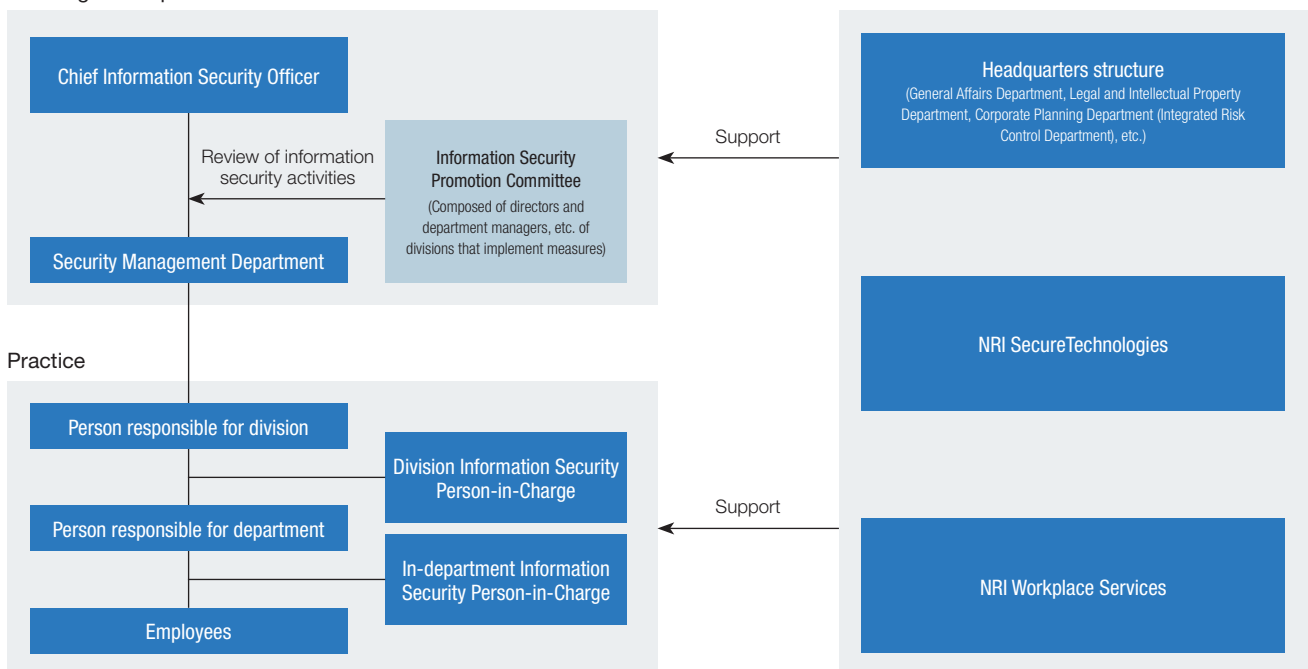 Chief Information Security Officer
Review of information
security activities
Information Security
Promotion Committee
(Composed of directors and
department managers, etc. of
divisions that implement measures)
Security Management Department
Support
Headquarters structure
(General Affairs Department, Legal and Intellectual Property
Department, Corporate Planning Department (Integrated Risk
Control Department), etc.)
NRI SecureTechnologies
Practice
Person responsible for division
Division Information Security
Person-in-Charge
Person responsible for department
In-department Information
Security Person-in-Charge
Employees
Support
NRI Workplace Services